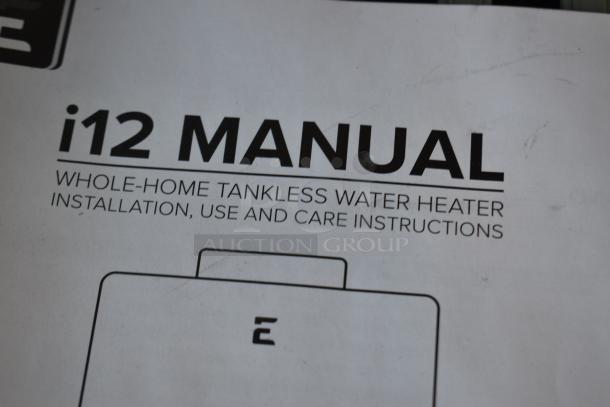 E
i12 MANUAL
WHOLE-HOME TANKLESS WATER HEATER
INSTALLATION, USE AND CARE INSTRUCTIONS
AUCTION GROUP
E